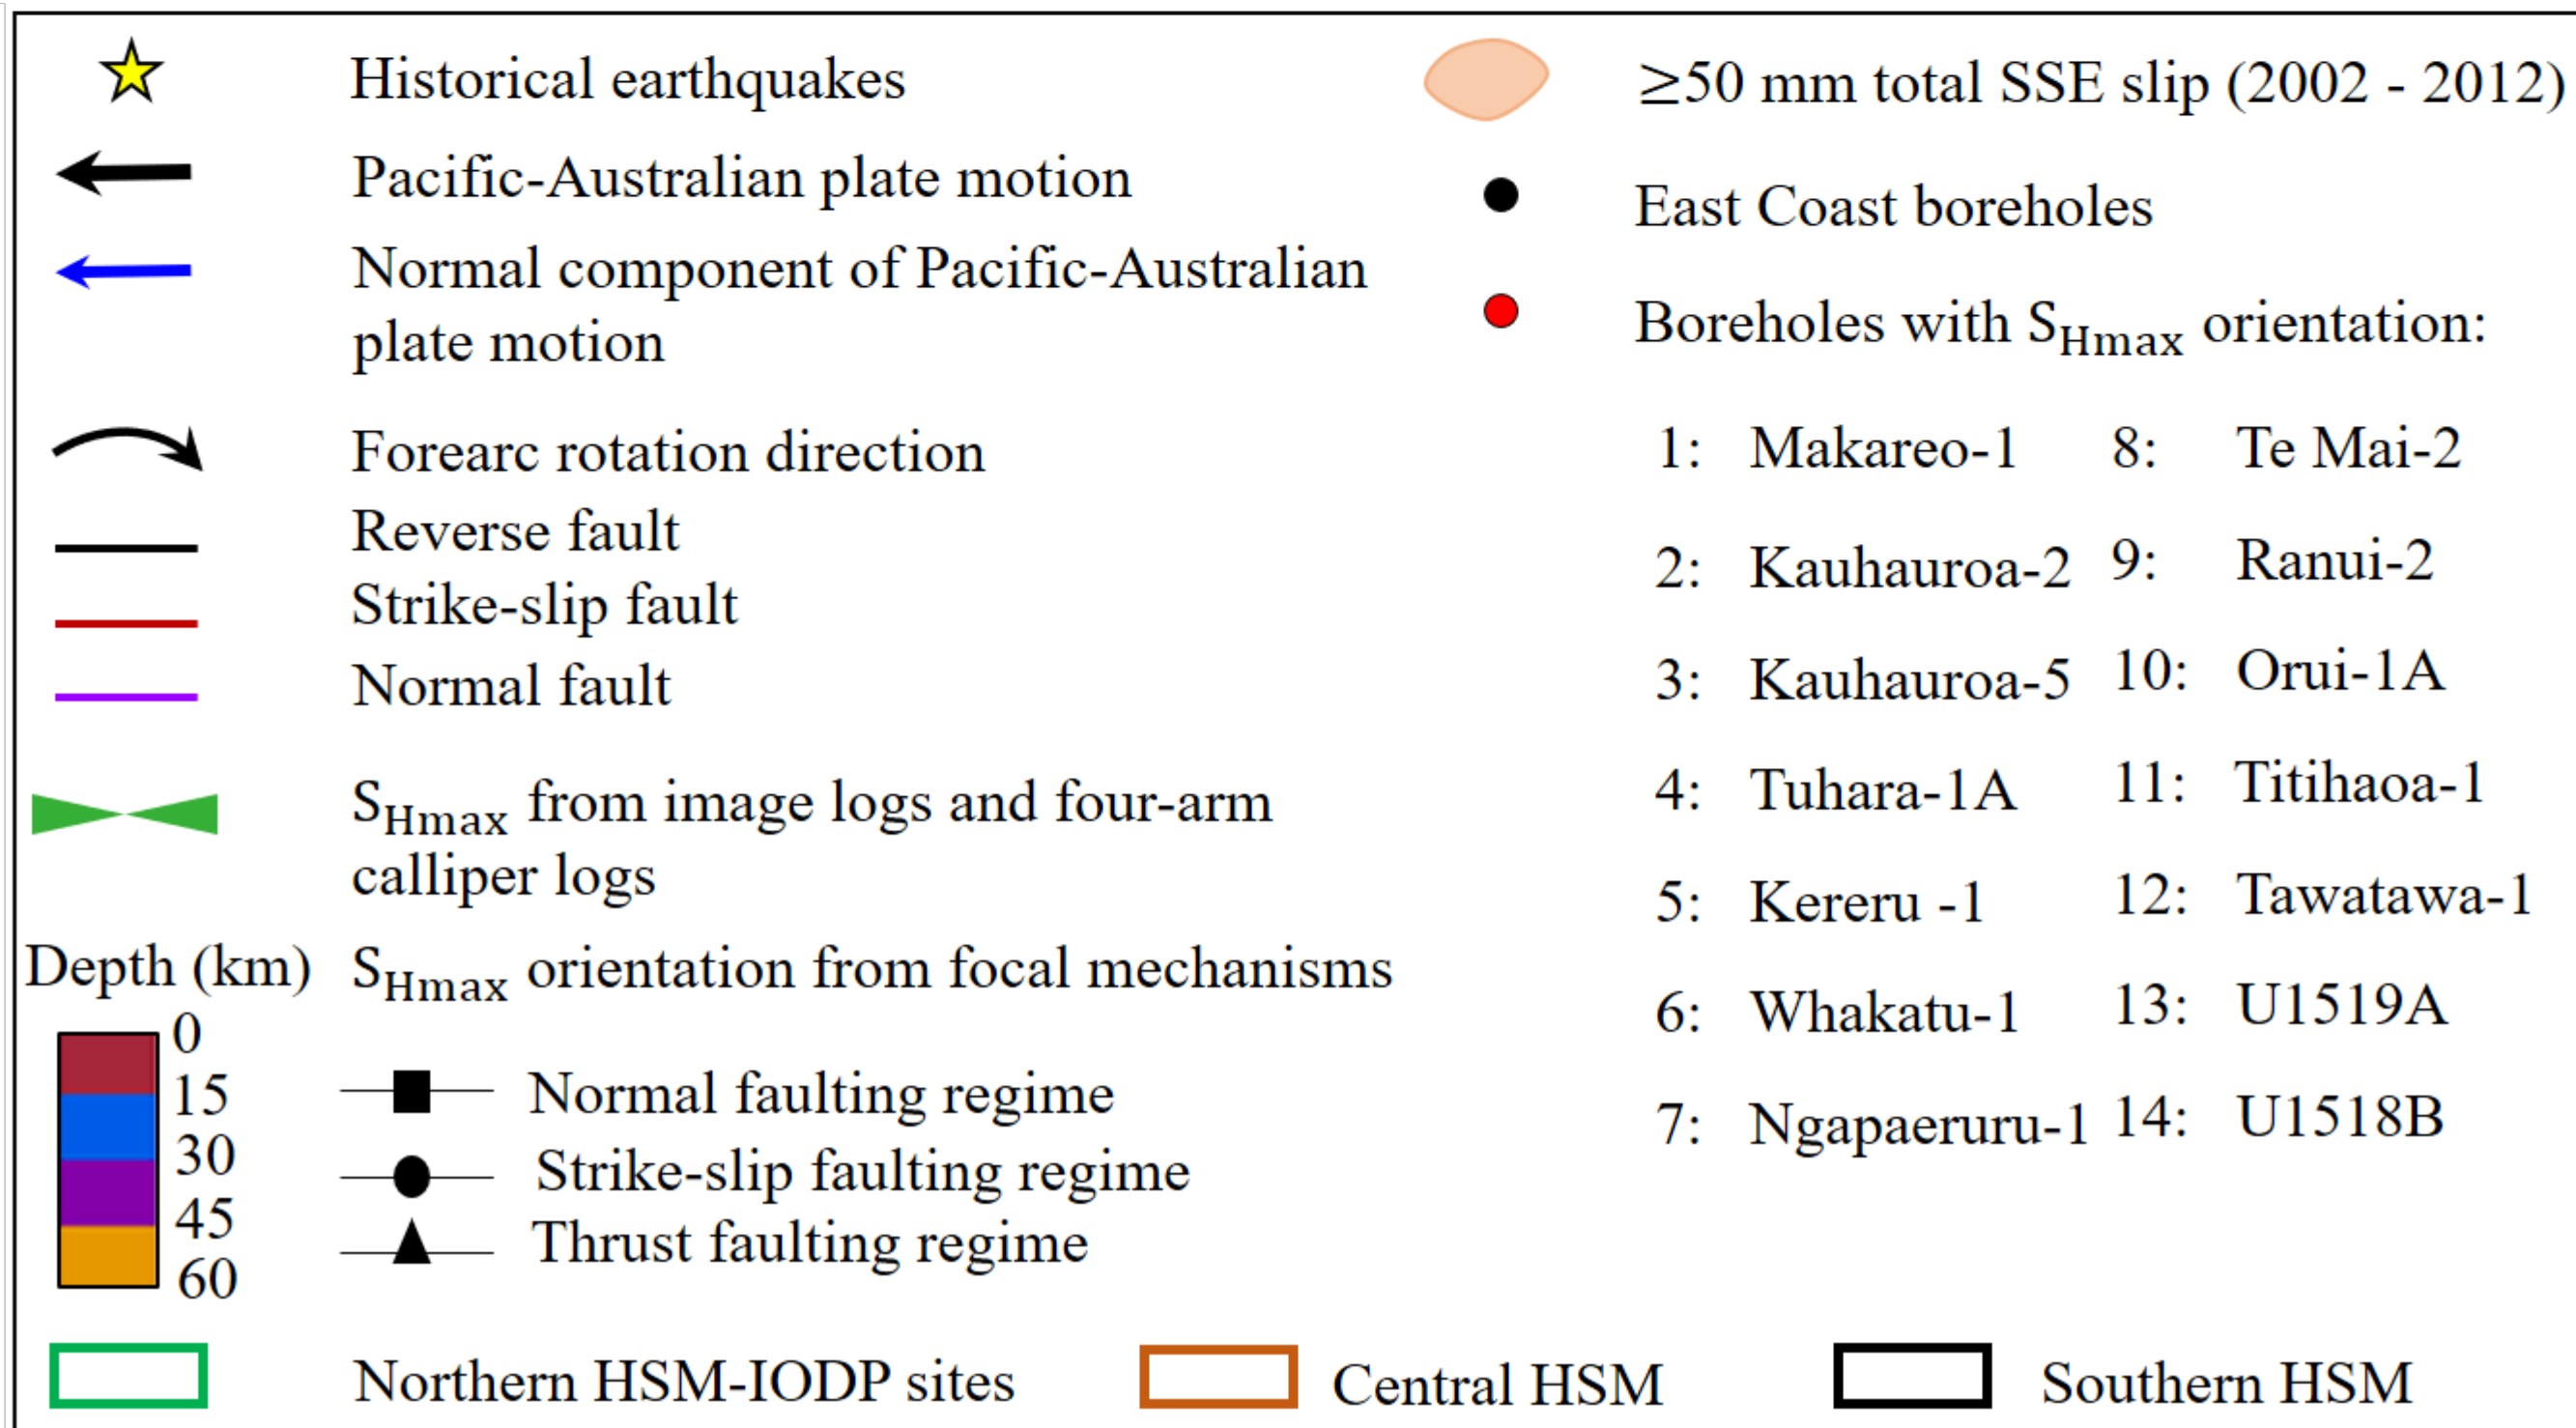 Historical earthquakes
Pacific-Australian plate motion
Normal component of Pacific-Australian
plate motion
Forearc rotation direction
Reverse fault
Strike-slip fault
Normal fault
SHmax from image logs and four-arm
calliper logs
Depth (km)
0
15
30
45
60
SHmax orientation from focal mechanisms
Normal faulting regime
Strike-slip faulting regime
Thrust faulting regime
≥50 mm total SSE slip (2002 - 2012)
East Coast boreholes
Boreholes with SHmax orientation:
1: Makareo-1
2: Kauhauroa-2
3: Kauhauroa-5
4: Tuhara-1A
5: Kereru -1
6: Whakatu-1
7: Ngapaeruru-1
8: Te Mai-2
9: Ranui-2
10: Orui-1A
11: Titihaoa-1
12: Tawatawa-1
13: U1519A
14: U1518B
Northern HSM-IODP sites
Central HSM
Southern HSM